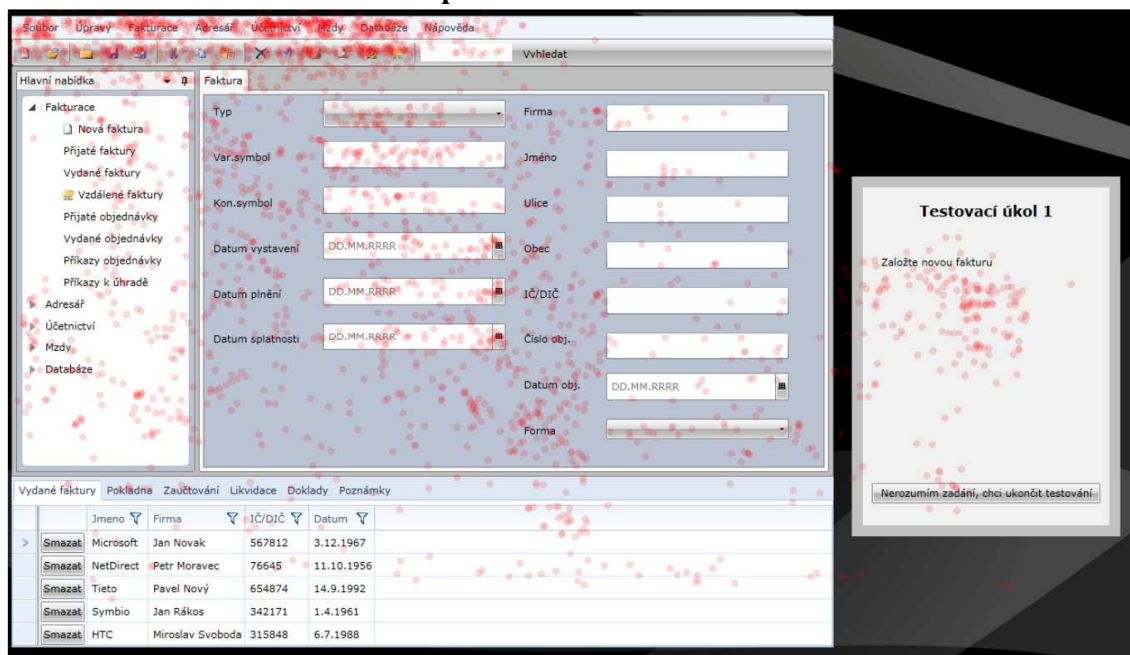 Soubor Úpravy Fakturace Adresář Účetnictví Mzdy Databáze Nápověda
Vvhledat
Hlavní nabídka
Faktura
Fakturace
Nová faktura
Přijaté faktury
Vydané faktury
Vzdálené faktury
Přijaté objednávky
Vydané objednávky
Příkazy objednávky
Příkazy k úhradě
Adresář
Účetnictví
Mzdy
Databáze
Typ
Var.symbol
Kon.symbol
Datum vystavení DD.MM.RRRR
Datum plnění DD.MM.RRRR
Datum splatnosti DD.MM.RRRR
Firma
Jméno
Ulice
Obec
IČ/DIČ
Číslo obj.
Datum obj. DD.MM.RRRR
Forma
Testovací úkol 1
Založte novou fakturu
Nerozumím zadání, chci ukončit testování
Vydané faktury Pokladna Zaučtování Likvidace Doklady Poznámky
Jmeno Firma IČ/DIČ Datum
Smazat Microsoft Jan Novak 567812 3.12.1967
Smazat NetDirect Petr Moravec 76645 11.10.1956
Smazat Tieto Pavel Nový 654874 14.9.1992
Smazat Symbio Jan Rákos 342171 1.4.1961
Smazat HTC Miroslav Svoboda 315848 6.7.1988